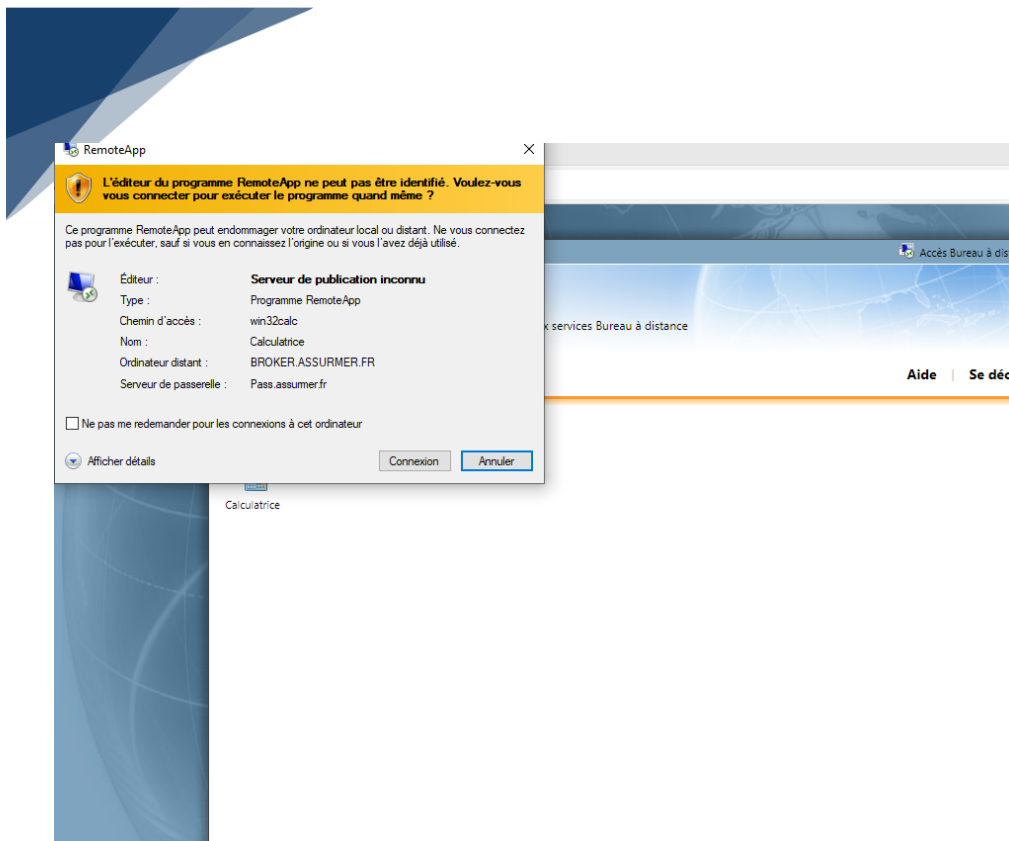 RemoteApp
L'éditeur du programme RemoteApp ne peut pas être identifié. Voulez-vous
vous connecter pour exécuter le programme quand même ?
Ce programme RemoteApp peut endommager votre ordinateur local ou distant. Ne vous connectez
pas pour l'exécuter, sauf si vous en connaissez l'origine ou si vous l'avez déjà utilisé.
Éditeur : Serveur de publication inconnu
Type : Programme RemoteApp
Chemin d'accès : win32calc
Nom : Calculatrice
Ordinateur distant : BROKER.ASSURMER.FR
Serveur de passerelle : Pass.assurmer.fr
Ne pas me redemander pour les connexions à cet ordinateur
Afficher détails Connexion Annuler
Accès Bureau à dis
x services Bureau à distance
Aide | Se déc
Calculatrice